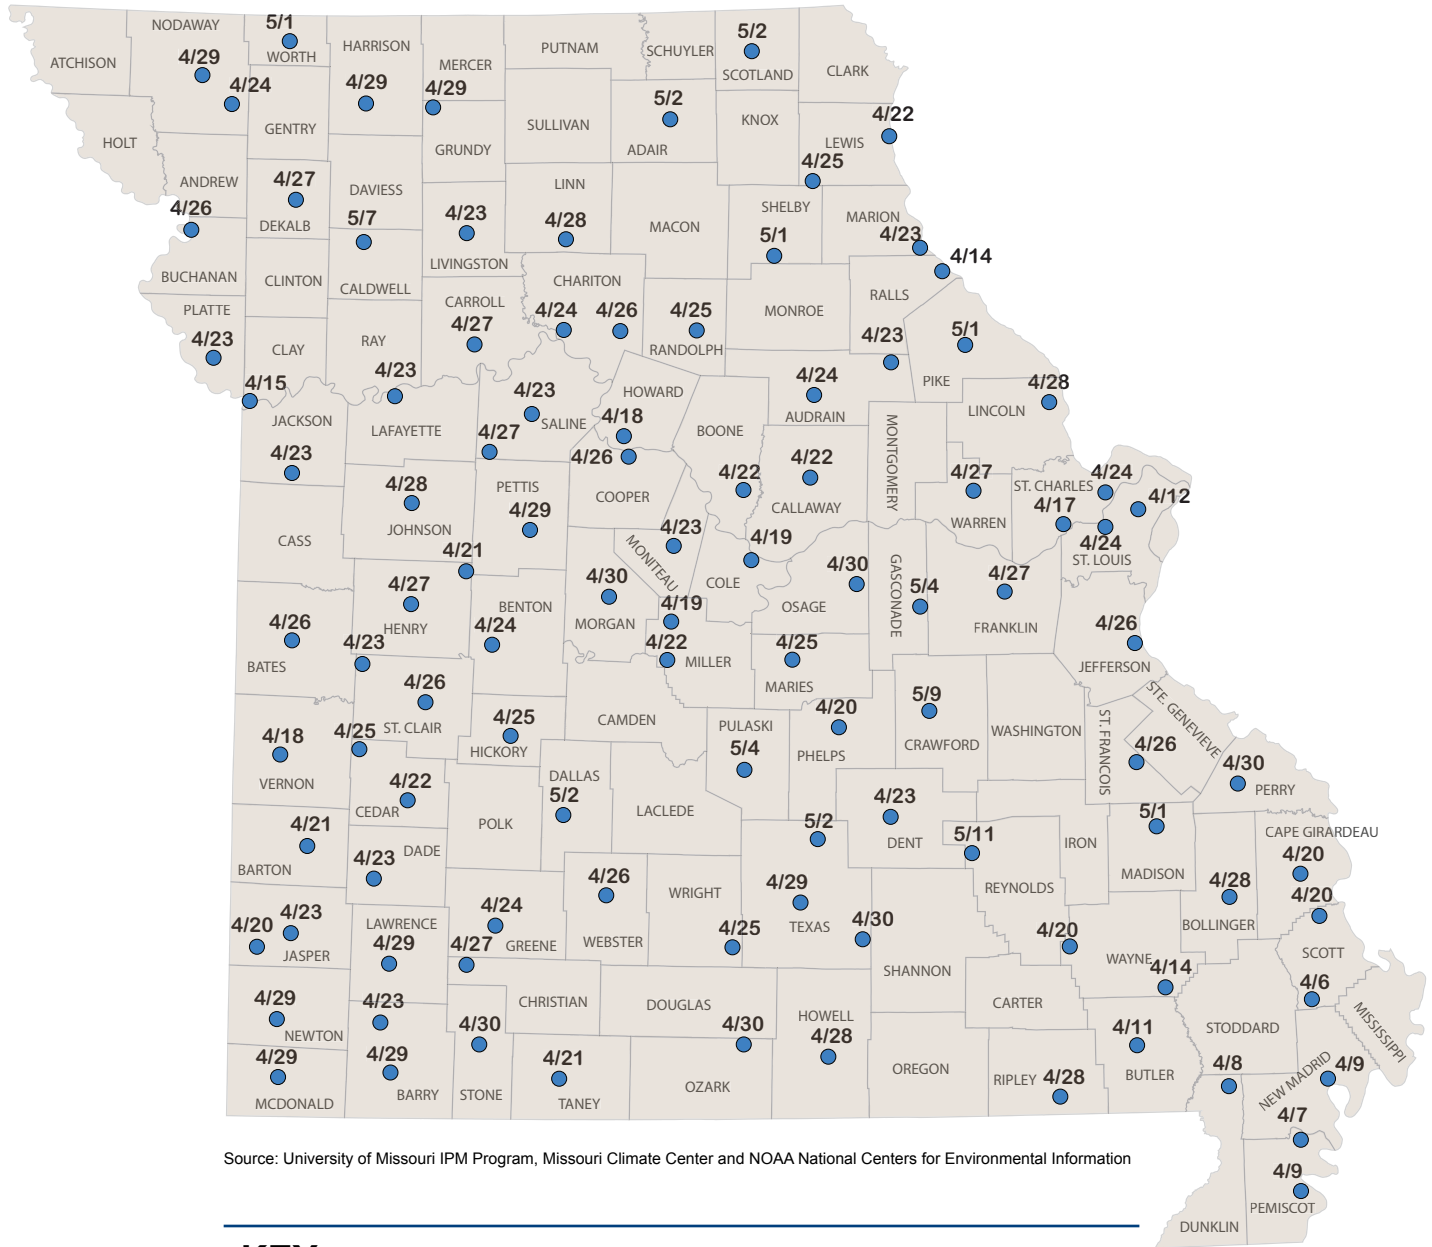 NODAWAY
5/1
WORTH
HARRISON
MERCER
PUTNAM
SCHUYLER
5/2
SCOTLAND
CLARK
ATCHISON
4/29
4/24
4/29
4/29
5/2
KNOX
4/22
HOLT
GENTRY
GRUNDY
SULLIVAN
ADAIR
LEWIS
4/25
ANDREW
4/27
DAVIESS
LINN
4/26
DEKALB
5/7
4/23
4/28
MACON
SHELBY
5/1
MARION
4/23
4/14
BUCHANAN
CLINTON
CALDWELL
LIVINGSTON
CHARITON
RALLS
PLATTE
CARROLL
4/23
4/27
4/24
4/26
4/25
RANDOLPH
MONROE
4/23
5/1
CLAY
RAY
4/23
PIKE
4/15
4/23
HOWARD
4/24
AUDRAIN
4/28
LINCOLN
JACKSON
LAFAYETTE
SALINE
4/18
BOONE
MONTGOMERY
4/23
4/27
4/26
4/22
4/22
CALLAWAY
4/27
WARREN
ST. CHARLES
4/24
4/12
4/28
JOHNSON
PETTIS
4/29
COOPER
4/17
4/24
ST. LOUIS
CASS
4/21
MONITEAU
4/23
4/19
COLE
4/27
HENRY
BENTON
4/30
MORGAN
4/19
OSAGE
4/30
GASCONADE
5/4
4/27
FRANKLIN
4/26
BATES
4/23
4/24
4/22
MILLER
4/25
MARIES
4/26
JEFFERSON
4/26
ST. CLAIR
4/25
HICKORY
CAMDEN
PULASKI
5/4
4/20
PHELPS
5/9
CRAWFORD
WASHINGTON
ST. FRANCOIS
STE. GENEVIEVE
4/26
4/18
VERNON
4/25
4/22
CEDAR
DALLAS
5/2
LACLEDE
4/23
DENT
4/30
PERRY
4/21
BARTON
DADE
4/23
POLK
5/2
5/11
IRON
5/1
MADISON
CAPE GIRARDEAU
4/20
4/20
4/23
JASPER
LAWRENCE
4/29
4/24
GREENE
4/27
4/26
WEBSTER
WRIGHT
4/25
4/29
TEXAS
4/30
REYNOLDS
4/28
BOLLINGER
4/20
SCOTT
4/20
WAYNE
4/14
SHANNON
4/29
NEWTON
4/23
CHRISTIAN
DOUGLAS
HOWELL
4/28
CARTER
4/6
STODDARD
MISSISSIPPI
4/29
MCDONALD
4/29
BARRY
4/30
STONE
4/21
TANEY
4/30
OZARK
OREGON
RIPLEY
4/28
4/11
BUTLER
4/8
NEW MADRID
4/9
4/7
4/9
PEMISCOT
DUNKLIN
Source: University of Missouri IPM Program, Missouri Climate Center and NOAA National Centers for Environmental Information